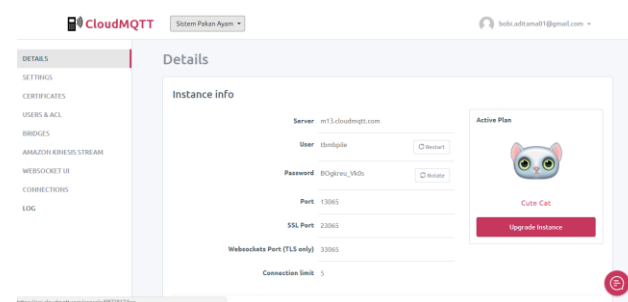 CloudMQTT
Sistem Pakan Ayam
bobi.aditama01@gmail.com
DETAILS
SETTINGS
CERTIFICATES
USERS & ACL
BRIDGES
AMAZON KINESIS STREAM
WEBSOCKET UI
CONNECTIONS
LOG
Details
Instance info
Server m13.cloudmqtt.com
User Restart
Password Rotate
Port 13065
SSL Port 23065
Websockets Port (TLS only) 33065
Connection limit 5
Active Plan
Cute Cat
Upgrade Instance